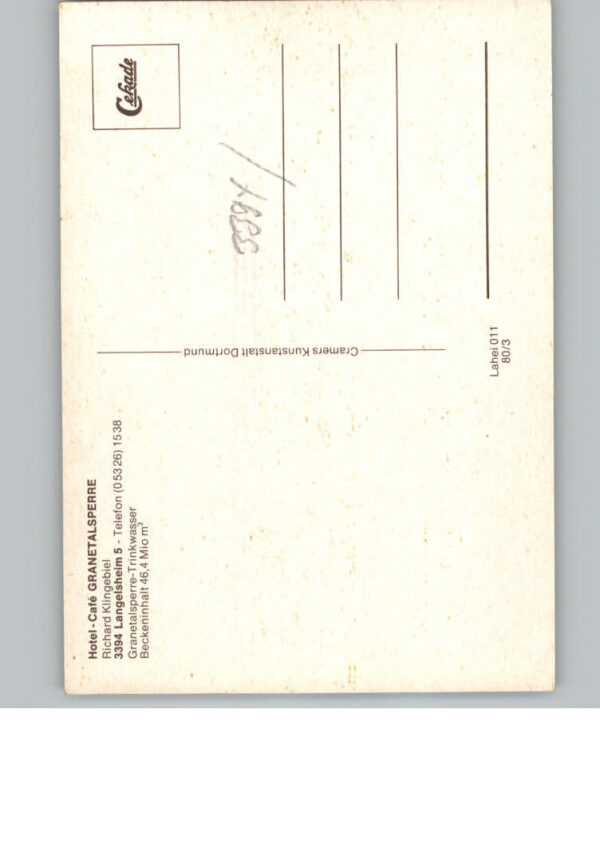 Hotel-Café GRANETALSPERRE
Richard Klingebiel
3394 Langelsheim 5 - Telefon (05326) 1538
Granetalsperre-Trinkwasser
Beckeninhalt 46,4 Mio m³
Cramers Kunstanstalt Dortmund
Cekade
3394/
Lahei 011
80/3